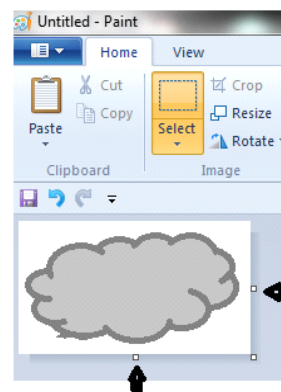 Untitled - Paint
Home View
Cut Crop
Copy Resize
Paste Select Rotate
Clipboard Image